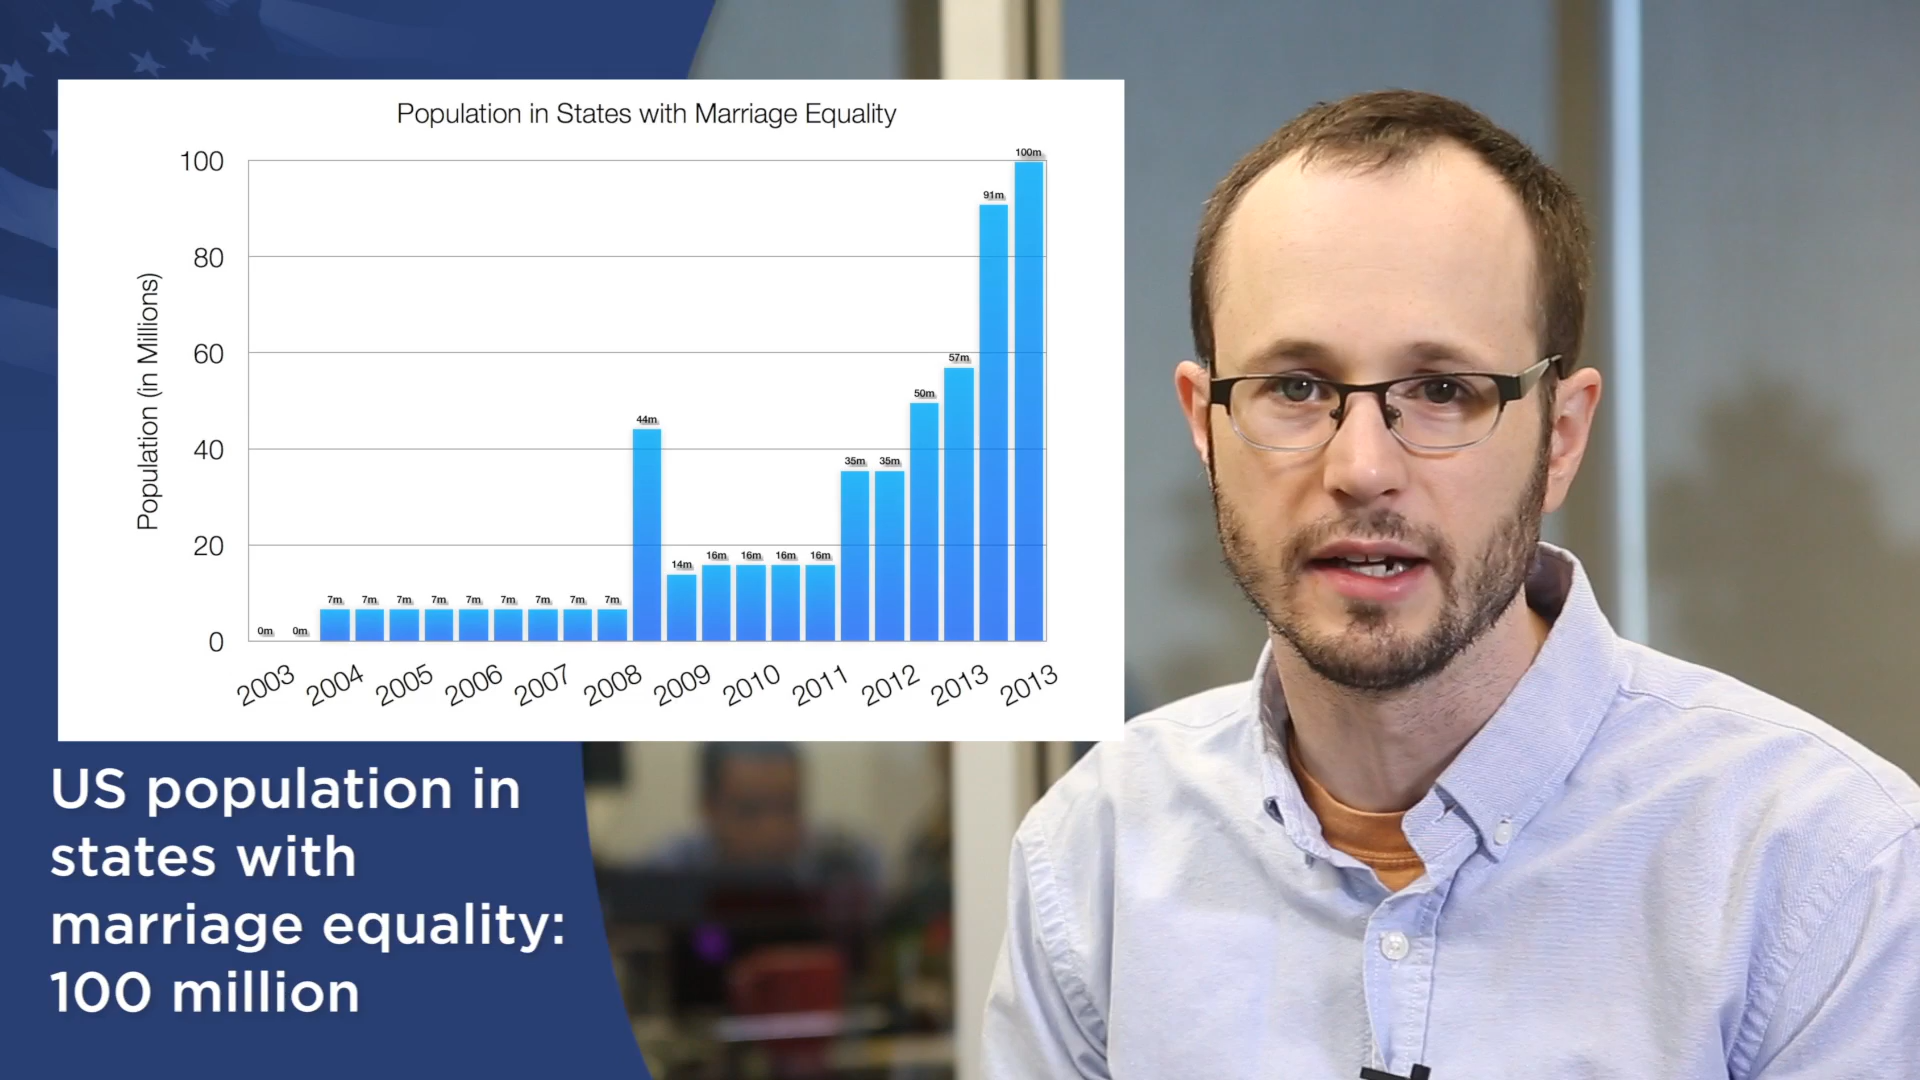 Population in States with Marriage Equality
Population (in Millions)
100
80
60
40
20
0
0m 0m 7m 7m 7m 7m 7m 7m 7m 7m 7m 44m 14m 16m 16m 16m 16m 35m 35m 50m 57m 91m 100m
2003 2004 2005 2006 2007 2008 2009 2010 2011 2012 2013 2013
US population in
states with
marriage equality:
100 million